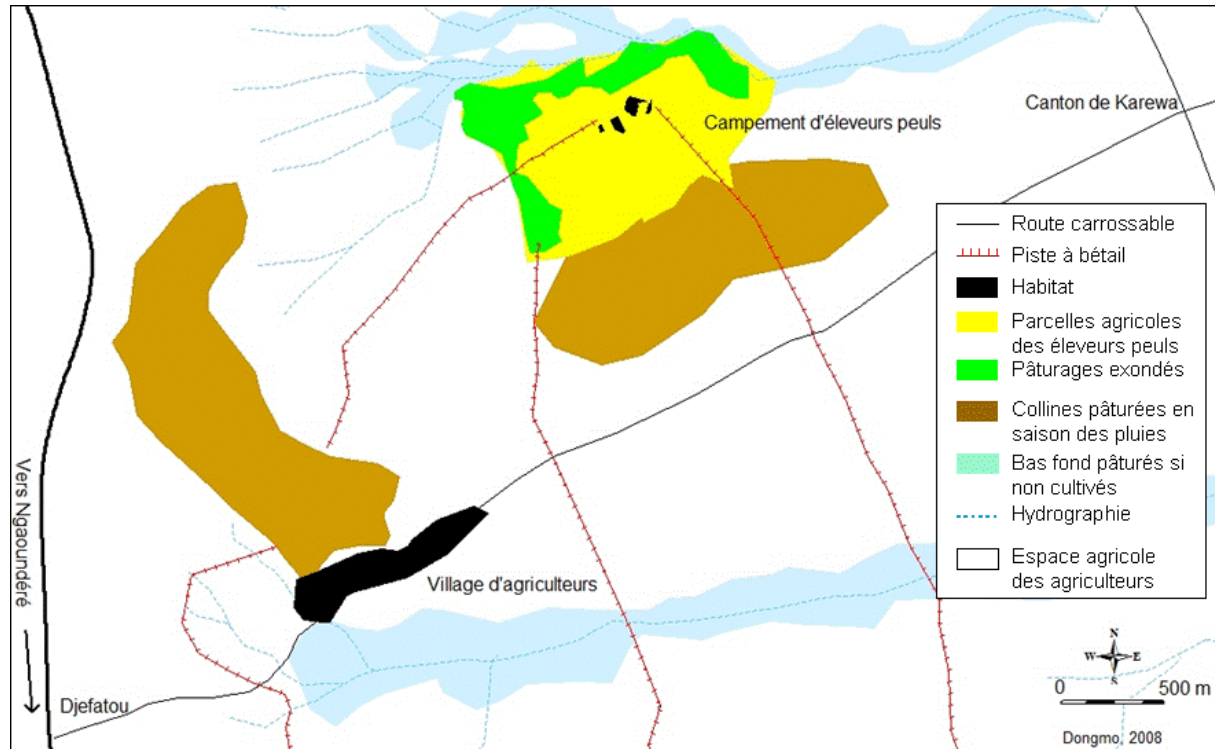 Canton de Karewa
Campement d'éleveurs peuls
Route carrossable
Piste à bétail
Habitat
Parcelles agricoles
des éleveurs peuls
Pâturages exondés
Collines pâturées en
saison des pluies
Bas fond pâturés si
non cultivés
Hydrographie
Espace agricole
des agriculteurs
Vers Ngaoundéré
Village d'agriculteurs
Djefatou
N
W E
S
0 500 m
Dongmo, 2008